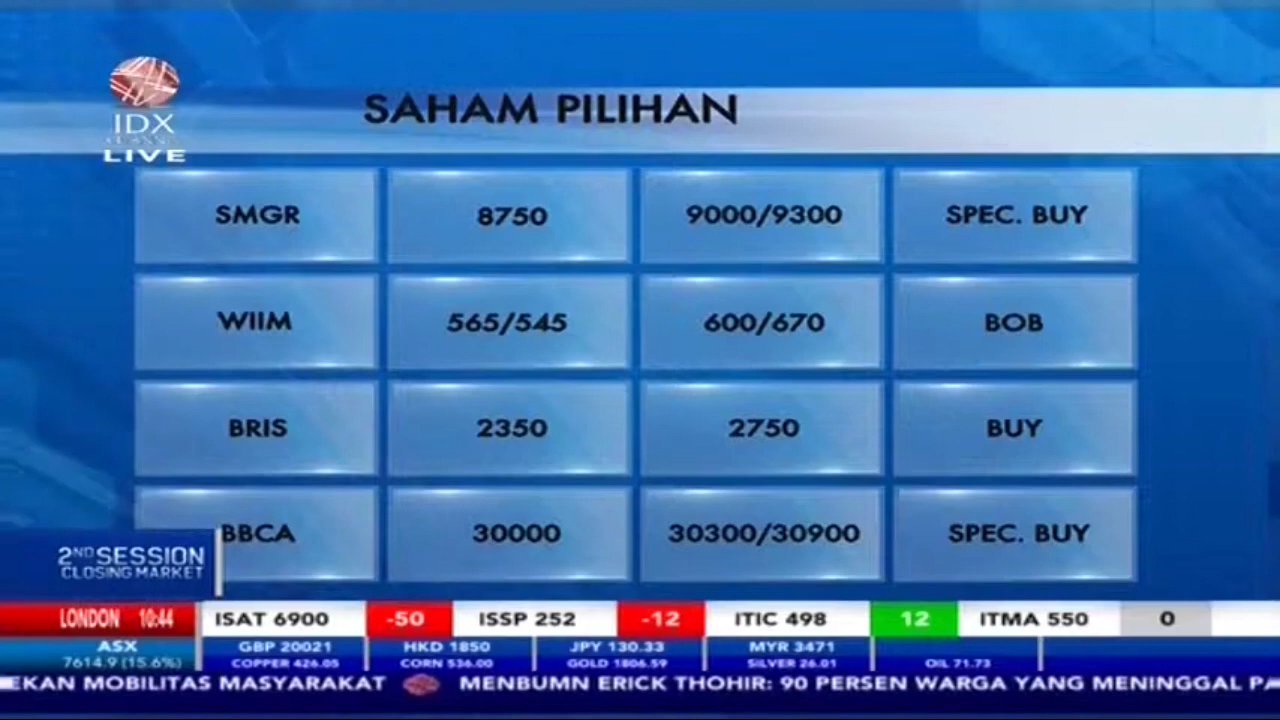 SAHAM PILIHAN
IDX
LIVE
SMGR 8750 9000/9300 SPEC. BUY
WIIM 565/545 600/670 BOB
BRIS 2350 2750 BUY
BBCA 30000 30300/30900 SPEC. BUY
2ND SESSION
CLOSING MARKET
LONDON 10:44 ISAT 6900 -50 ISSP 252 -12 ITIC 498 12 ITMA 550 0
ASX GBP 20021 HKD 1850 JPY 130.33 MYR 3471
7614.9 (15.6%) COPPER 426.05 CORN 536.00 GOLD 1806.59 SILVER 26.01 OIL 71.73
EKAN MOBILITAS MASYARAKAT MENBUMN ERICK THOHIR: 90 PERSEN WARGA YANG MENINGGAL PA